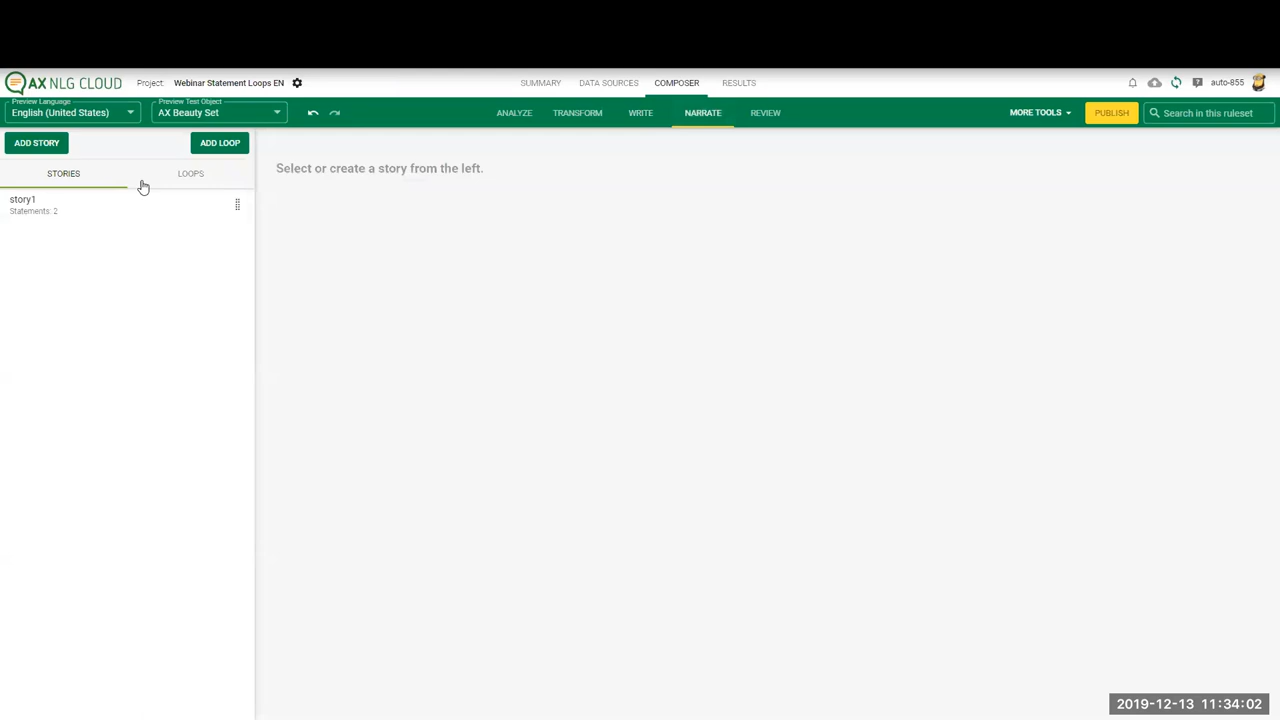 AX NLG CLOUD Project: Webinar Statement Loops EN SUMMARY DATA SOURCES COMPOSER RESULTS auto-855
Preview Language Preview Test Object
English (United States) AX Beauty Set ANALYZE TRANSFORM WRITE NARRATE REVIEW MORE TOOLS PUBLISH Search in this ruleset
ADD STORY ADD LOOP
STORIES LOOPS
Select or create a story from the left.
story1
Statements: 2
2019-12-13 11:34:02